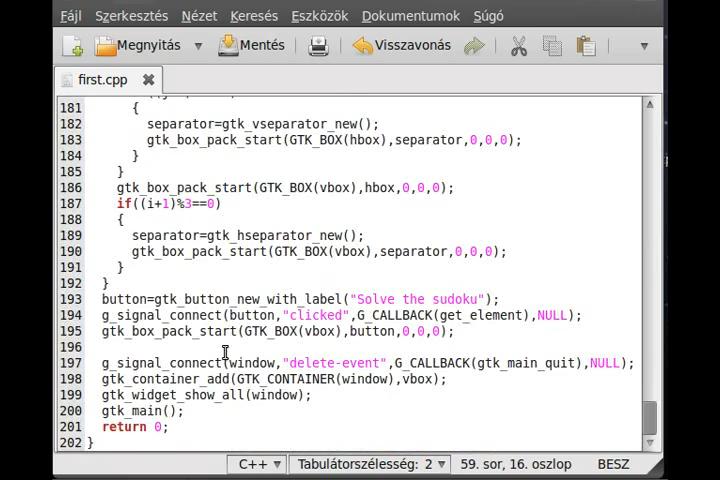 Fájl Szerkesztés Nézet Keresés Eszközök Dokumentumok Súgó
Megnyitás Mentés Visszavonás
first.cpp
181 {
182 separator=gtk_vseparator_new();
183 gtk_box_pack_start(GTK_BOX(hbox),separator,0,0,0);
184 }
185 }
186 gtk_box_pack_start(GTK_BOX(vbox),hbox,0,0,0);
187 if((i+1)%3==0)
188 {
189 separator=gtk_hseparator_new();
190 gtk_box_pack_start(GTK_BOX(vbox),separator,0,0,0);
191 }
192 }
193 button=gtk_button_new_with_label("Solve the sudoku");
194 g_signal_connect(button,"clicked",G_CALLBACK(get_element),NULL);
195 gtk_box_pack_start(GTK_BOX(vbox),button,0,0,0);
196
197 g_signal_connect(window,"delete-event",G_CALLBACK(gtk_main_quit),NULL);
198 gtk_container_add(GTK_CONTAINER(window),vbox);
199 gtk_widget_show_all(window);
200 gtk_main();
201 return 0;
202 }
C++ Tabulátorszélesség: 2 59. sor, 16. oszlop BESZ